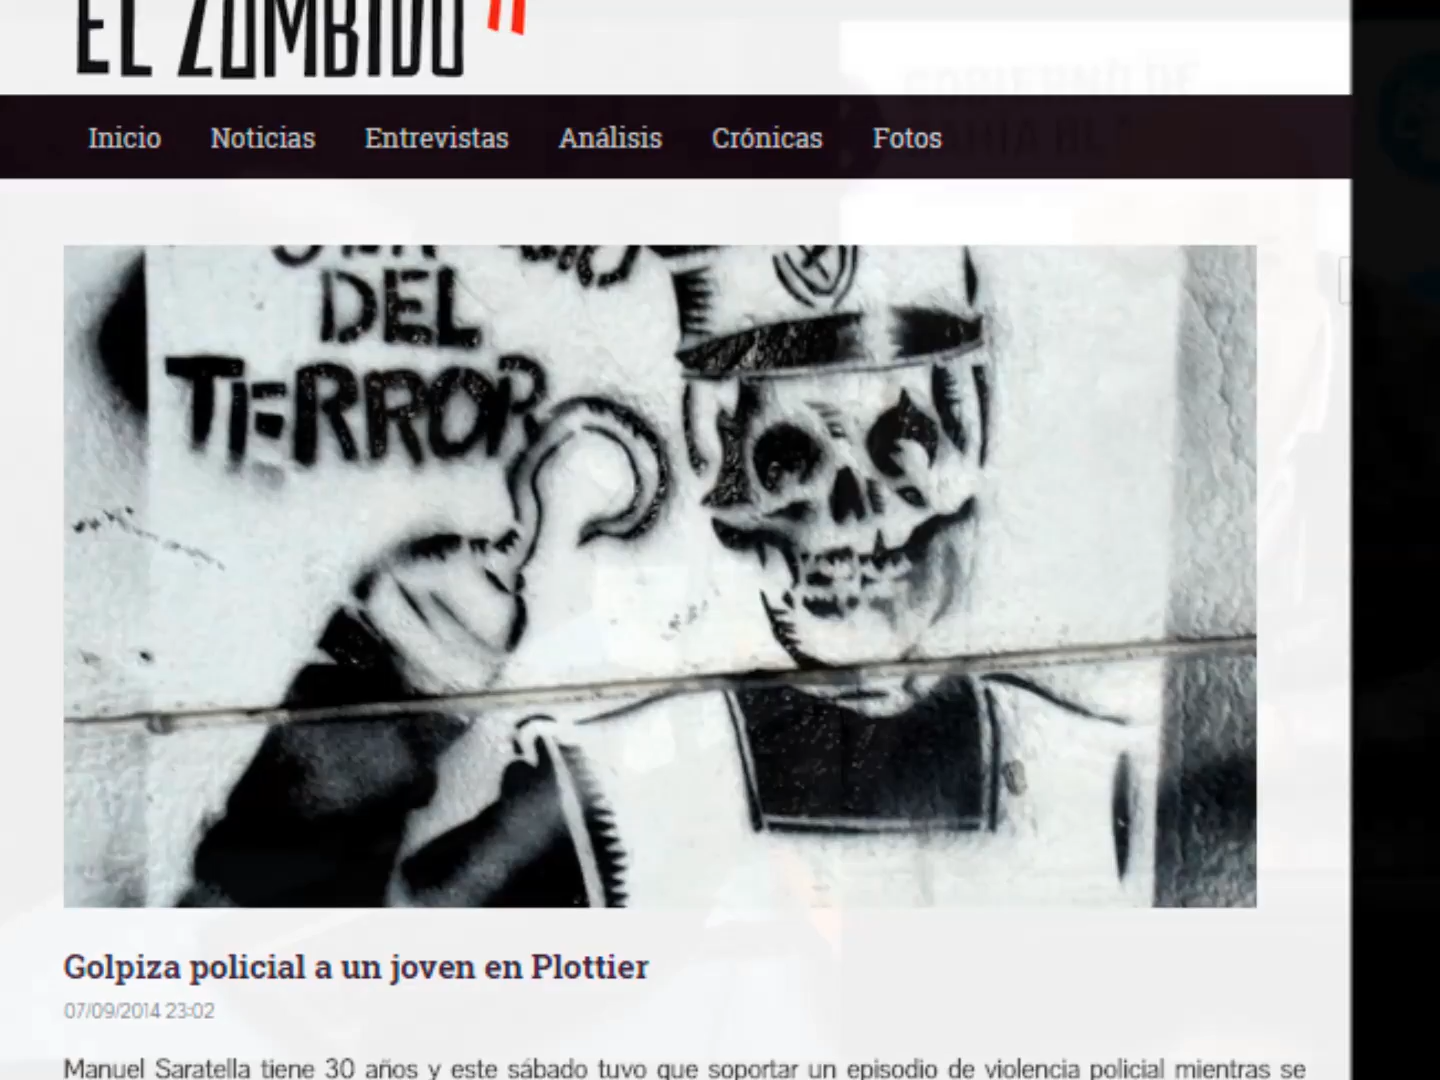 EL ZUMBIDO
Inicio Noticias Entrevistas Análisis Crónicas Fotos
DEL
TERROR
Golpiza policial a un joven en Plottier
07/09/2014 23:02
Manuel Saratella tiene 30 años y este sábado tuvo que soportar un episodio de violencia policial mientras se